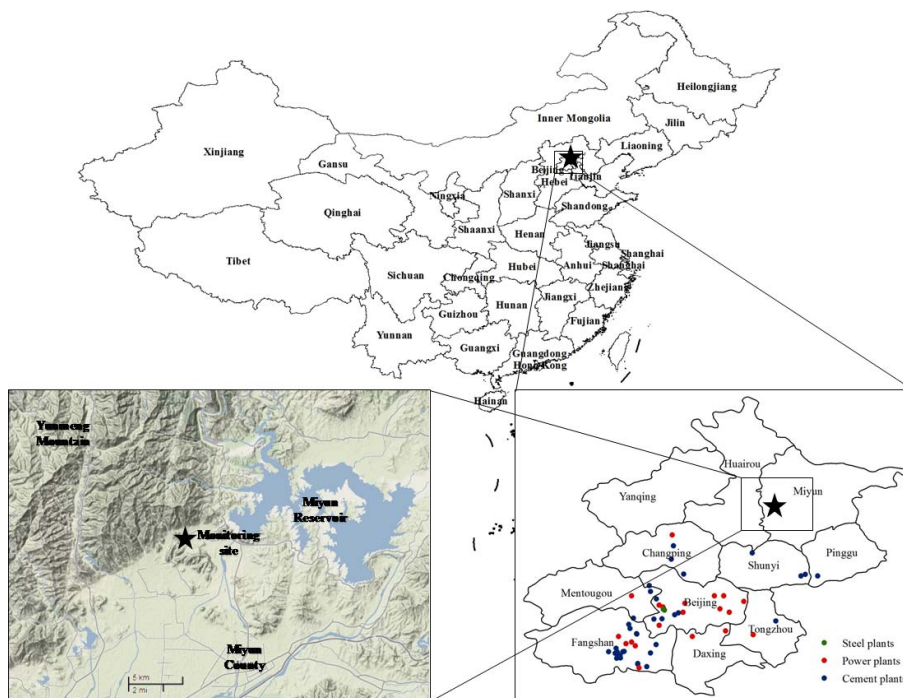 Heilongjiang
Inner Mongolia
Jilin
Liaoning
Xinjiang
Gansu
Beijing
Tianjin
Hebei
Ningxia
Shanxi
Shandong
Qinghai
Shaanxi
Henan
Jiangsu
Shanghai
Tibet
Sichuan
Chongqing
Hubei
Anhui
Shanghai
Zhejiang
Hunan
Jiangxi
Guizhou
Fujian
Yunnan
Guangxi
Guangdong
Hong Kong
Hainan
Yunmeng
Mountain
Miyun
Reservoir
Monitoring
site
Miyun
County
5 km
2 mi
Huairou
Yanqing
Miyun
Changping
Shunyi
Pinggu
Mentougou
Beijing
Tongzhou
Fangshan
Daxing
Steel plants
Power plants
Cement plants